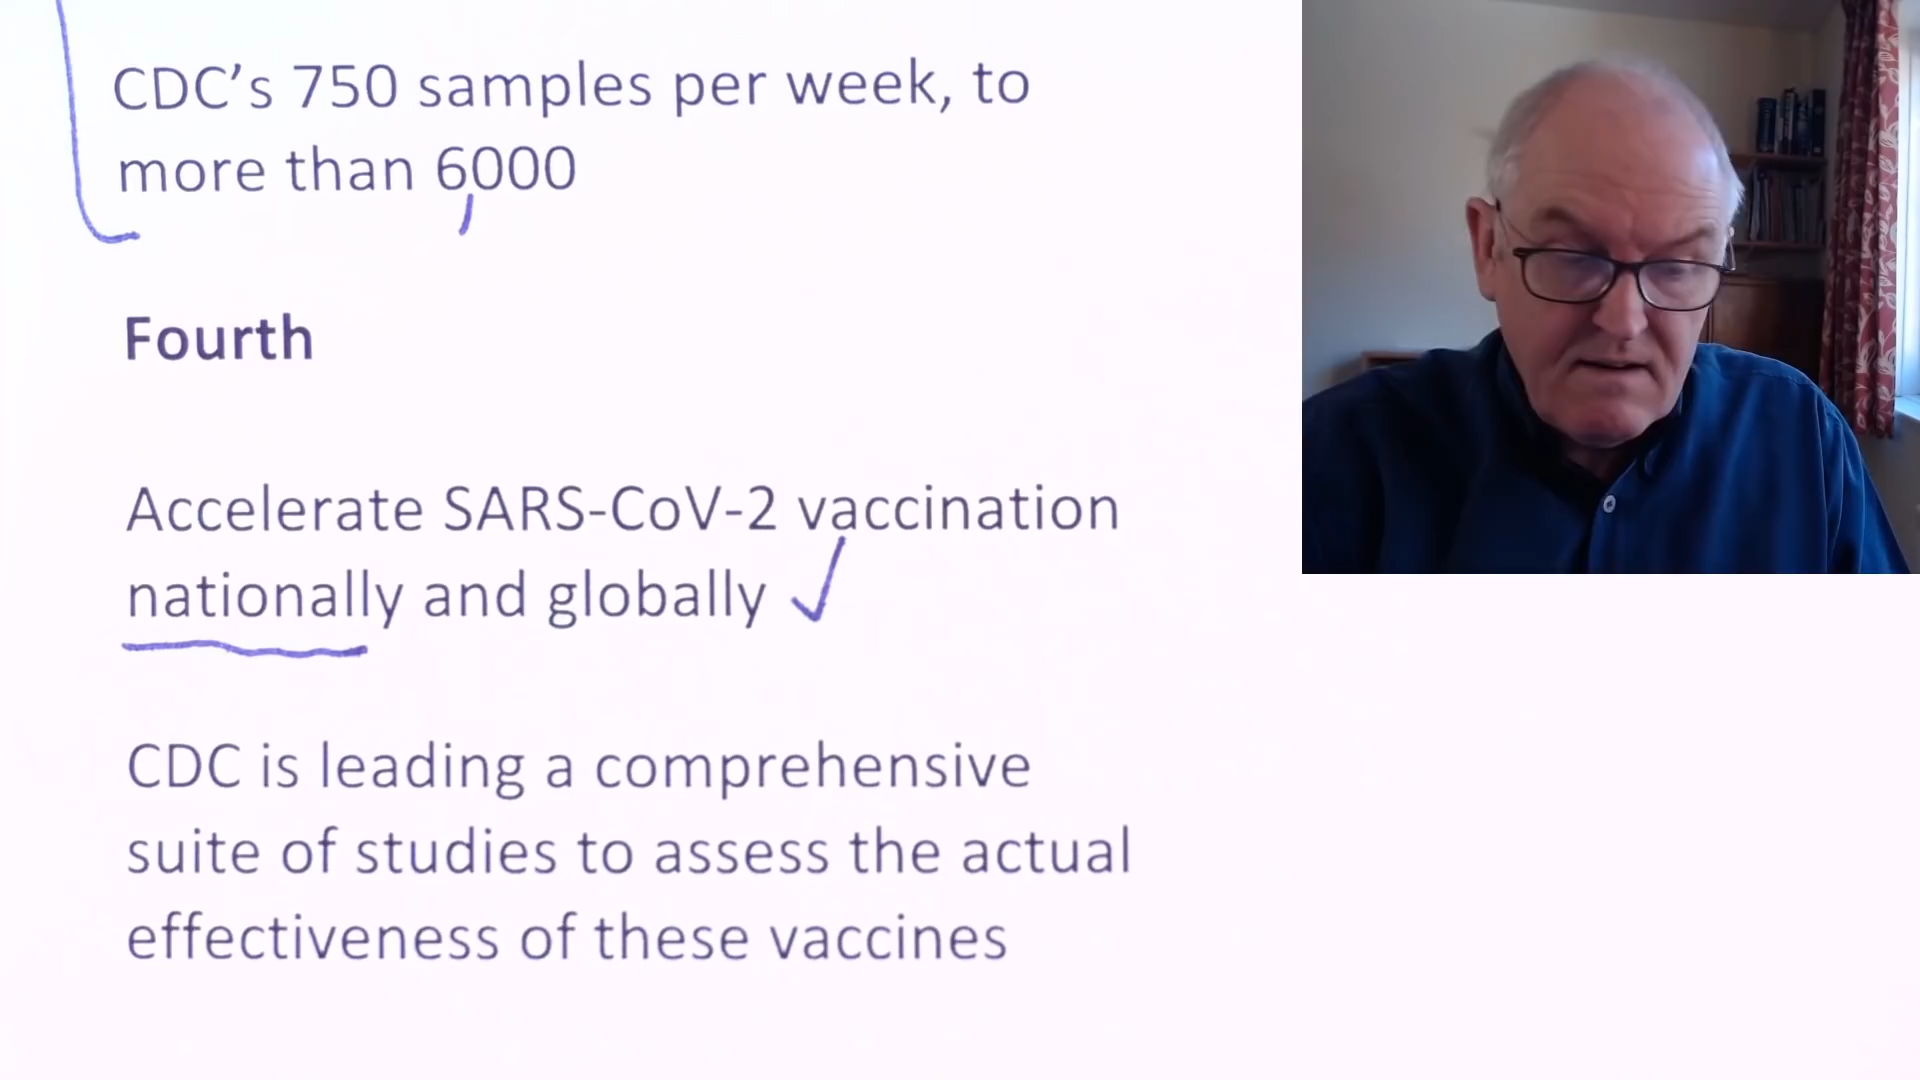 CDC’s 750 samples per week, to
more than 6000
Fourth
Accelerate SARS-CoV-2 vaccination
nationally and globally
CDC is leading a comprehensive
suite of studies to assess the actual
effectiveness of these vaccines